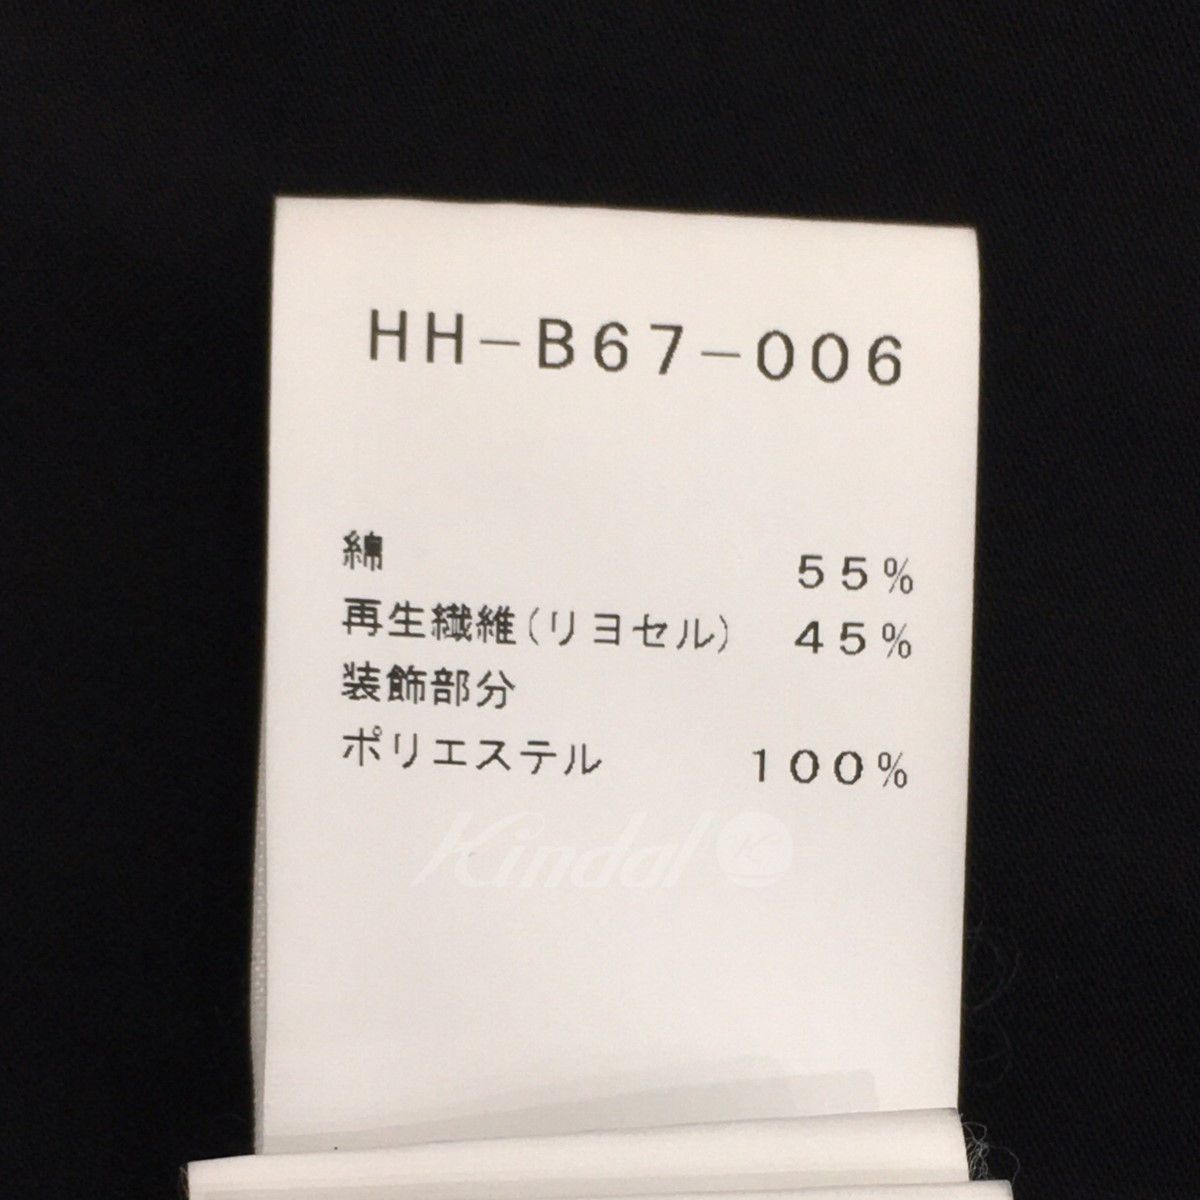 HH-B67-006
綿 55%
再生繊維(リヨセル) 45%
装飾部分
ポリエステル 100%
Kindal K